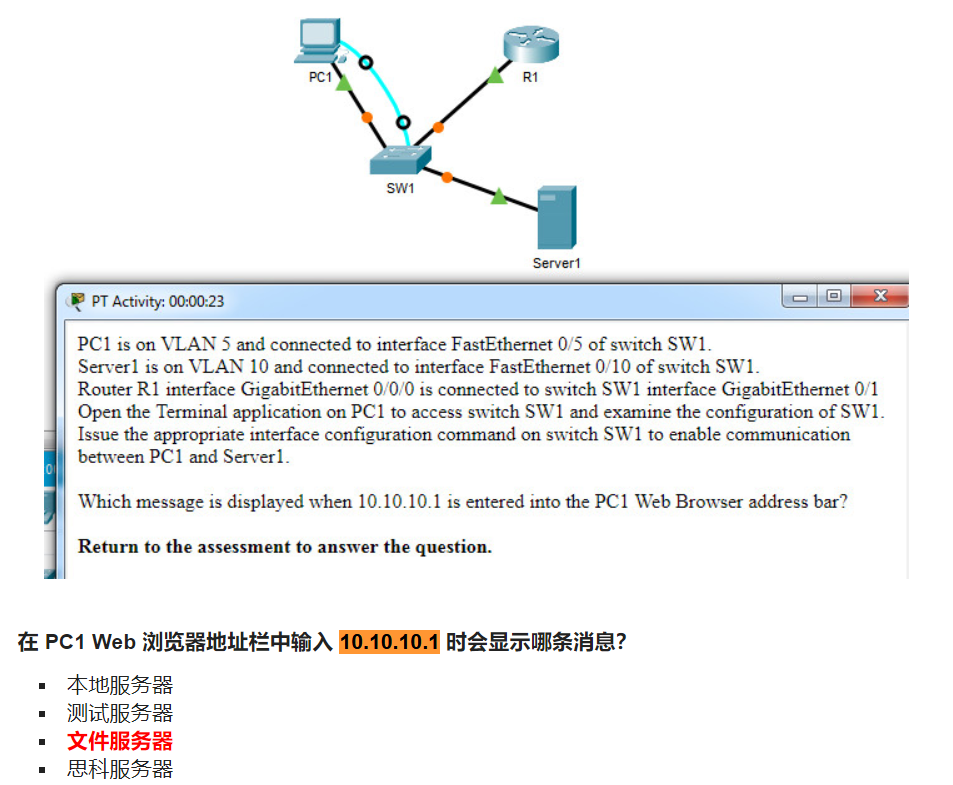 PC1
R1
SW1
Server1
PT Activity: 00:00:23
PC1 is on VLAN 5 and connected to interface FastEthernet 0/5 of switch SW1.
Server1 is on VLAN 10 and connected to interface FastEthernet 0/10 of switch SW1.
Router R1 interface GigabitEthernet 0/0/0 is connected to switch SW1 interface GigabitEthernet 0/1
Open the Terminal application on PC1 to access switch SW1 and examine the configuration of SW1.
Issue the appropriate interface configuration command on switch SW1 to enable communication
between PC1 and Server1.
Which message is displayed when 10.10.10.1 is entered into the PC1 Web Browser address bar?
Return to the assessment to answer the question.
在 PC1 Web 浏览器地址栏中输入 10.10.10.1 时会显示哪条消息?
本地服务器
测试服务器
文件服务器
思科服务器